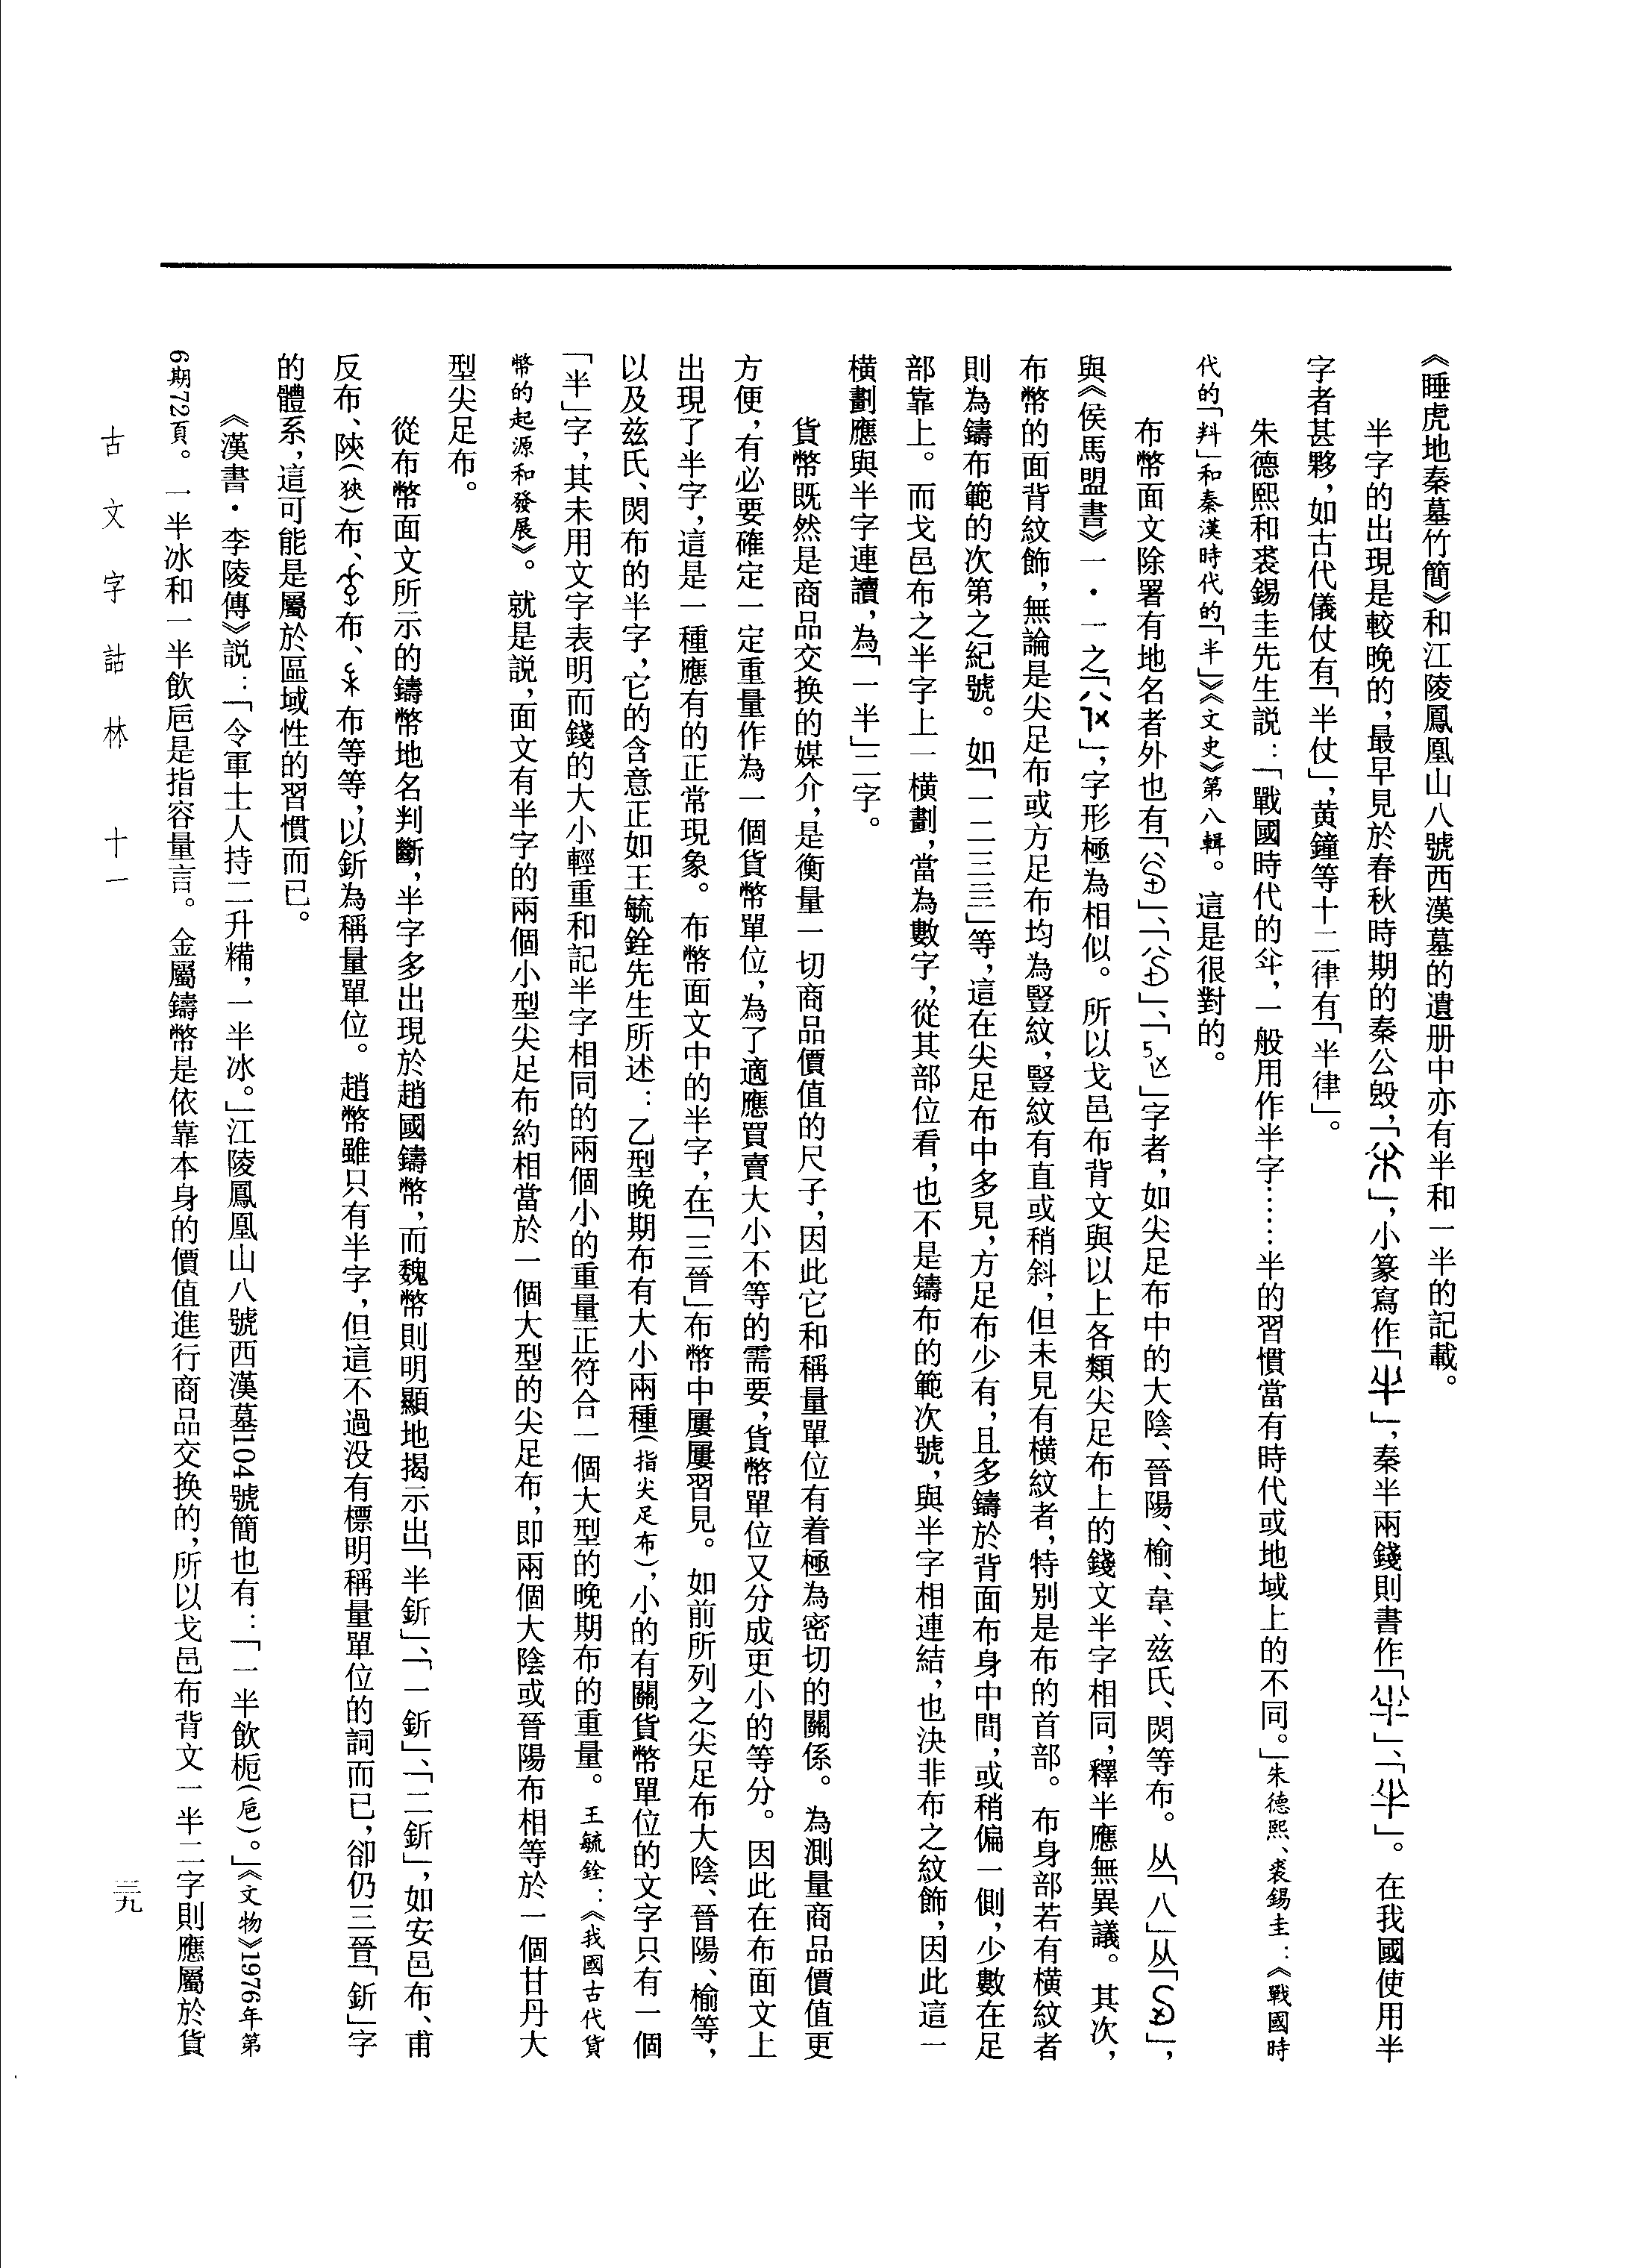 《睡虎地秦墓竹簡》和江陵鳳凰山八號西漢墓的遺册中亦有半和一半的記載。
半字的出現是較晚的，最早見於春秋時期的秦公毁，「」，小篆寫作「」，秦半兩錢則書作「」、「」。在我國使用半
字者甚夥，如古代儀仗有「半仗」，黄鐘等十二律有「半律」。
朱德熙和裘錫圭先生説：「戰國時代的伞，一般用作半字……半的習慣當有時代或地域上的不同。」朱德熙、裘錫圭：《戰國時
代的「料」和秦漢時代的「半」》《文史》第八輯。這是很對的。
布幣面文除署有地名者外也有「」、「」、「」字者，如尖足布中的大陰、晉陽、榆、韋、兹氏、閔等布。从「八」从「」，
與《侯馬盟書》一·一之「」，字形極為相似。所以戈邑布背文與以上各類尖足布上的錢文半字相同，釋半應無異議。其次，
布幣的面背紋飾，無論是尖足布或方足布均為豎紋，豎紋有直或稍斜，但未見有横紋者，特别是布的首部。布身部若有横紋者
則為鑄布範的次第之紀號。如「一二三亖」等，這在尖足布中多見，方足布少有，且多鑄於背面布身中間，或稍偏一側，少數在足
部靠上。而戈邑布之半字上一横劃，當為數字，從其部位看，也不是鑄布的範次號，與半字相連結，也決非布之紋飾，因此這一
横劃應與半字連讀，為「一半」二字。
貨幣既然是商品交换的媒介，是衡量一切商品價值的尺子，因此它和稱量單位有着極為密切的關係。為測量商品價值更
方便，有必要確定一定重量作為一個貨幣單位，為了適應買賣大小不等的需要，貨幣單位又分成更小的等分。因此在布面文上
出現了半字，這是一種應有的正常現象。布幣面文中的半字，在「三晉」布幣中屢屢習見。如前所列之尖足布大陰、晉陽、榆等，
以及兹氏、閔布的半字，它的含意正如王毓銓先生所述：乙型晚期布有大小兩種（指尖足布），小的有關貨幣單位的文字只有一個
「半」字，其未用文字表明而錢的大小輕重和記半字相同的兩個小的重量正符合一個大型的晚期布的重量。王毓銓：《我國古代貨
幣的起源和發展》。就是説，面文有半字的兩個小型尖足布約相當於一個大型的尖足布，即兩個大陰或晉陽布相等於一個甘丹大
型尖足布。
從布幣面文所示的鑄幣地名判斷，半字多出現於趙國鑄幣，而魏幣則明顯地揭示出「半釿」、「一釿」、「二釿」，如安邑布、甫
反布、陜（狹）布、布、布等等，以釿為稱量單位。趙幣雖只有半字，但這不過没有標明稱量單位的詞而已，卻仍三晉「釿」字
的體系，這可能是屬於區域性的習慣而已。
《漢書·李陵傳》説：「令軍士人持二升糒，一半冰。」江陵鳳凰山八號西漢墓104號簡也有：「一半飲梔（巵）。」《文物》1976年第
6期72頁。一半冰和一半飲巵是指容量言。金屬鑄幣是依靠本身的價值進行商品交换的，所以戈邑布背文一半二字則應屬於貨
古文字詁林 十一
三九